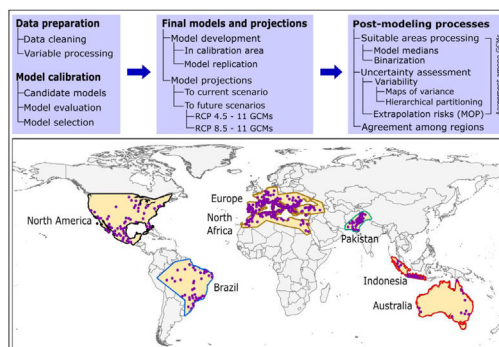 Data preparation
Data cleaning
Variable processing
Model calibration
Candidate models
Model evaluation
Model selection
Final models and projections
Model development
In calibration area
Model replication
Model projections
To current scenario
To future scenarios
RCP 4.5 - 11 GCMs
RCP 8.5 - 11 GCMs
Post-modeling processes
Suitable areas processing
Model medians
Binarization
Uncertainty assessment
Variability
Maps of variance
Hierarchical partitioning
Extrapolation risks (MOP)
Agreement among regions
Agreement among GCMs
North America
Europe
North
Africa
Pakistan
Brazil
Indonesia
Australia